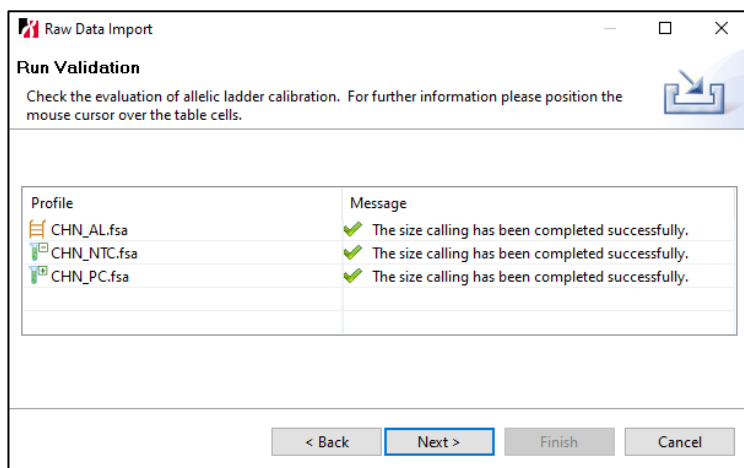 Raw Data Import
Run Validation
Check the evaluation of allelic ladder calibration. For further information please position the
mouse cursor over the table cells.
Profile Message
CHN_AL.fsa The size calling has been completed successfully.
CHN_NTC.fsa The size calling has been completed successfully.
CHN_PC.fsa The size calling has been completed successfully.
< Back Next > Finish Cancel